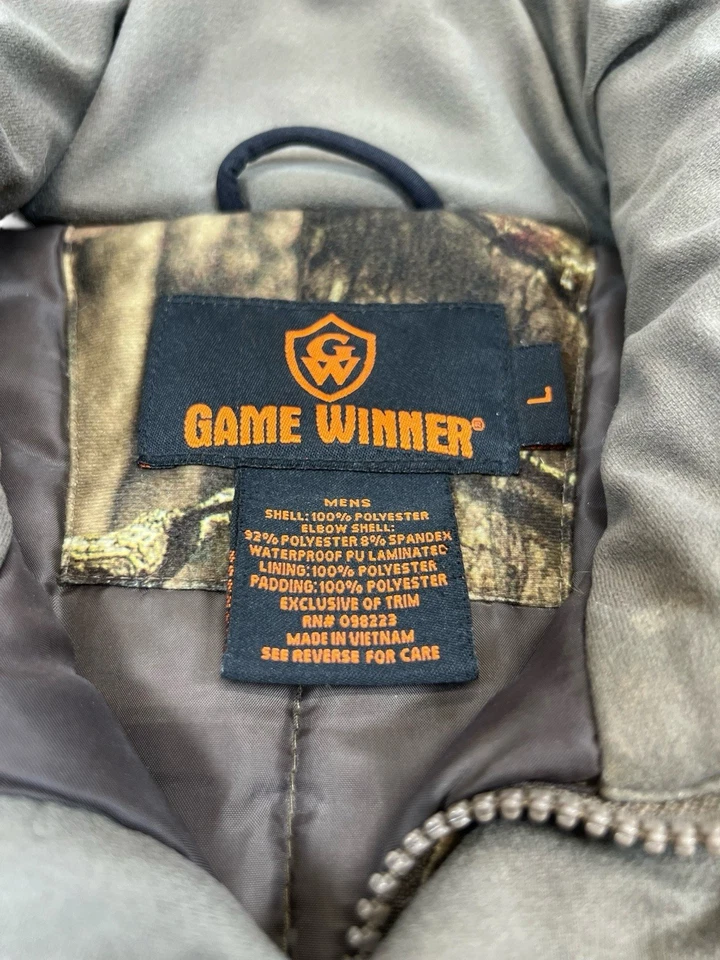 GW
GAME WINNER®
L
MENS
SHELL: 100% POLYESTER
ELBOW SHELL:
92% POLYESTER 8% SPANDEX
WATERPROOF PU LAMINATED
LINING: 100% POLYESTER
PADDING: 100% POLYESTER
EXCLUSIVE OF TRIM
RN# 098223
MADE IN VIETNAM
SEE REVERSE FOR CARE